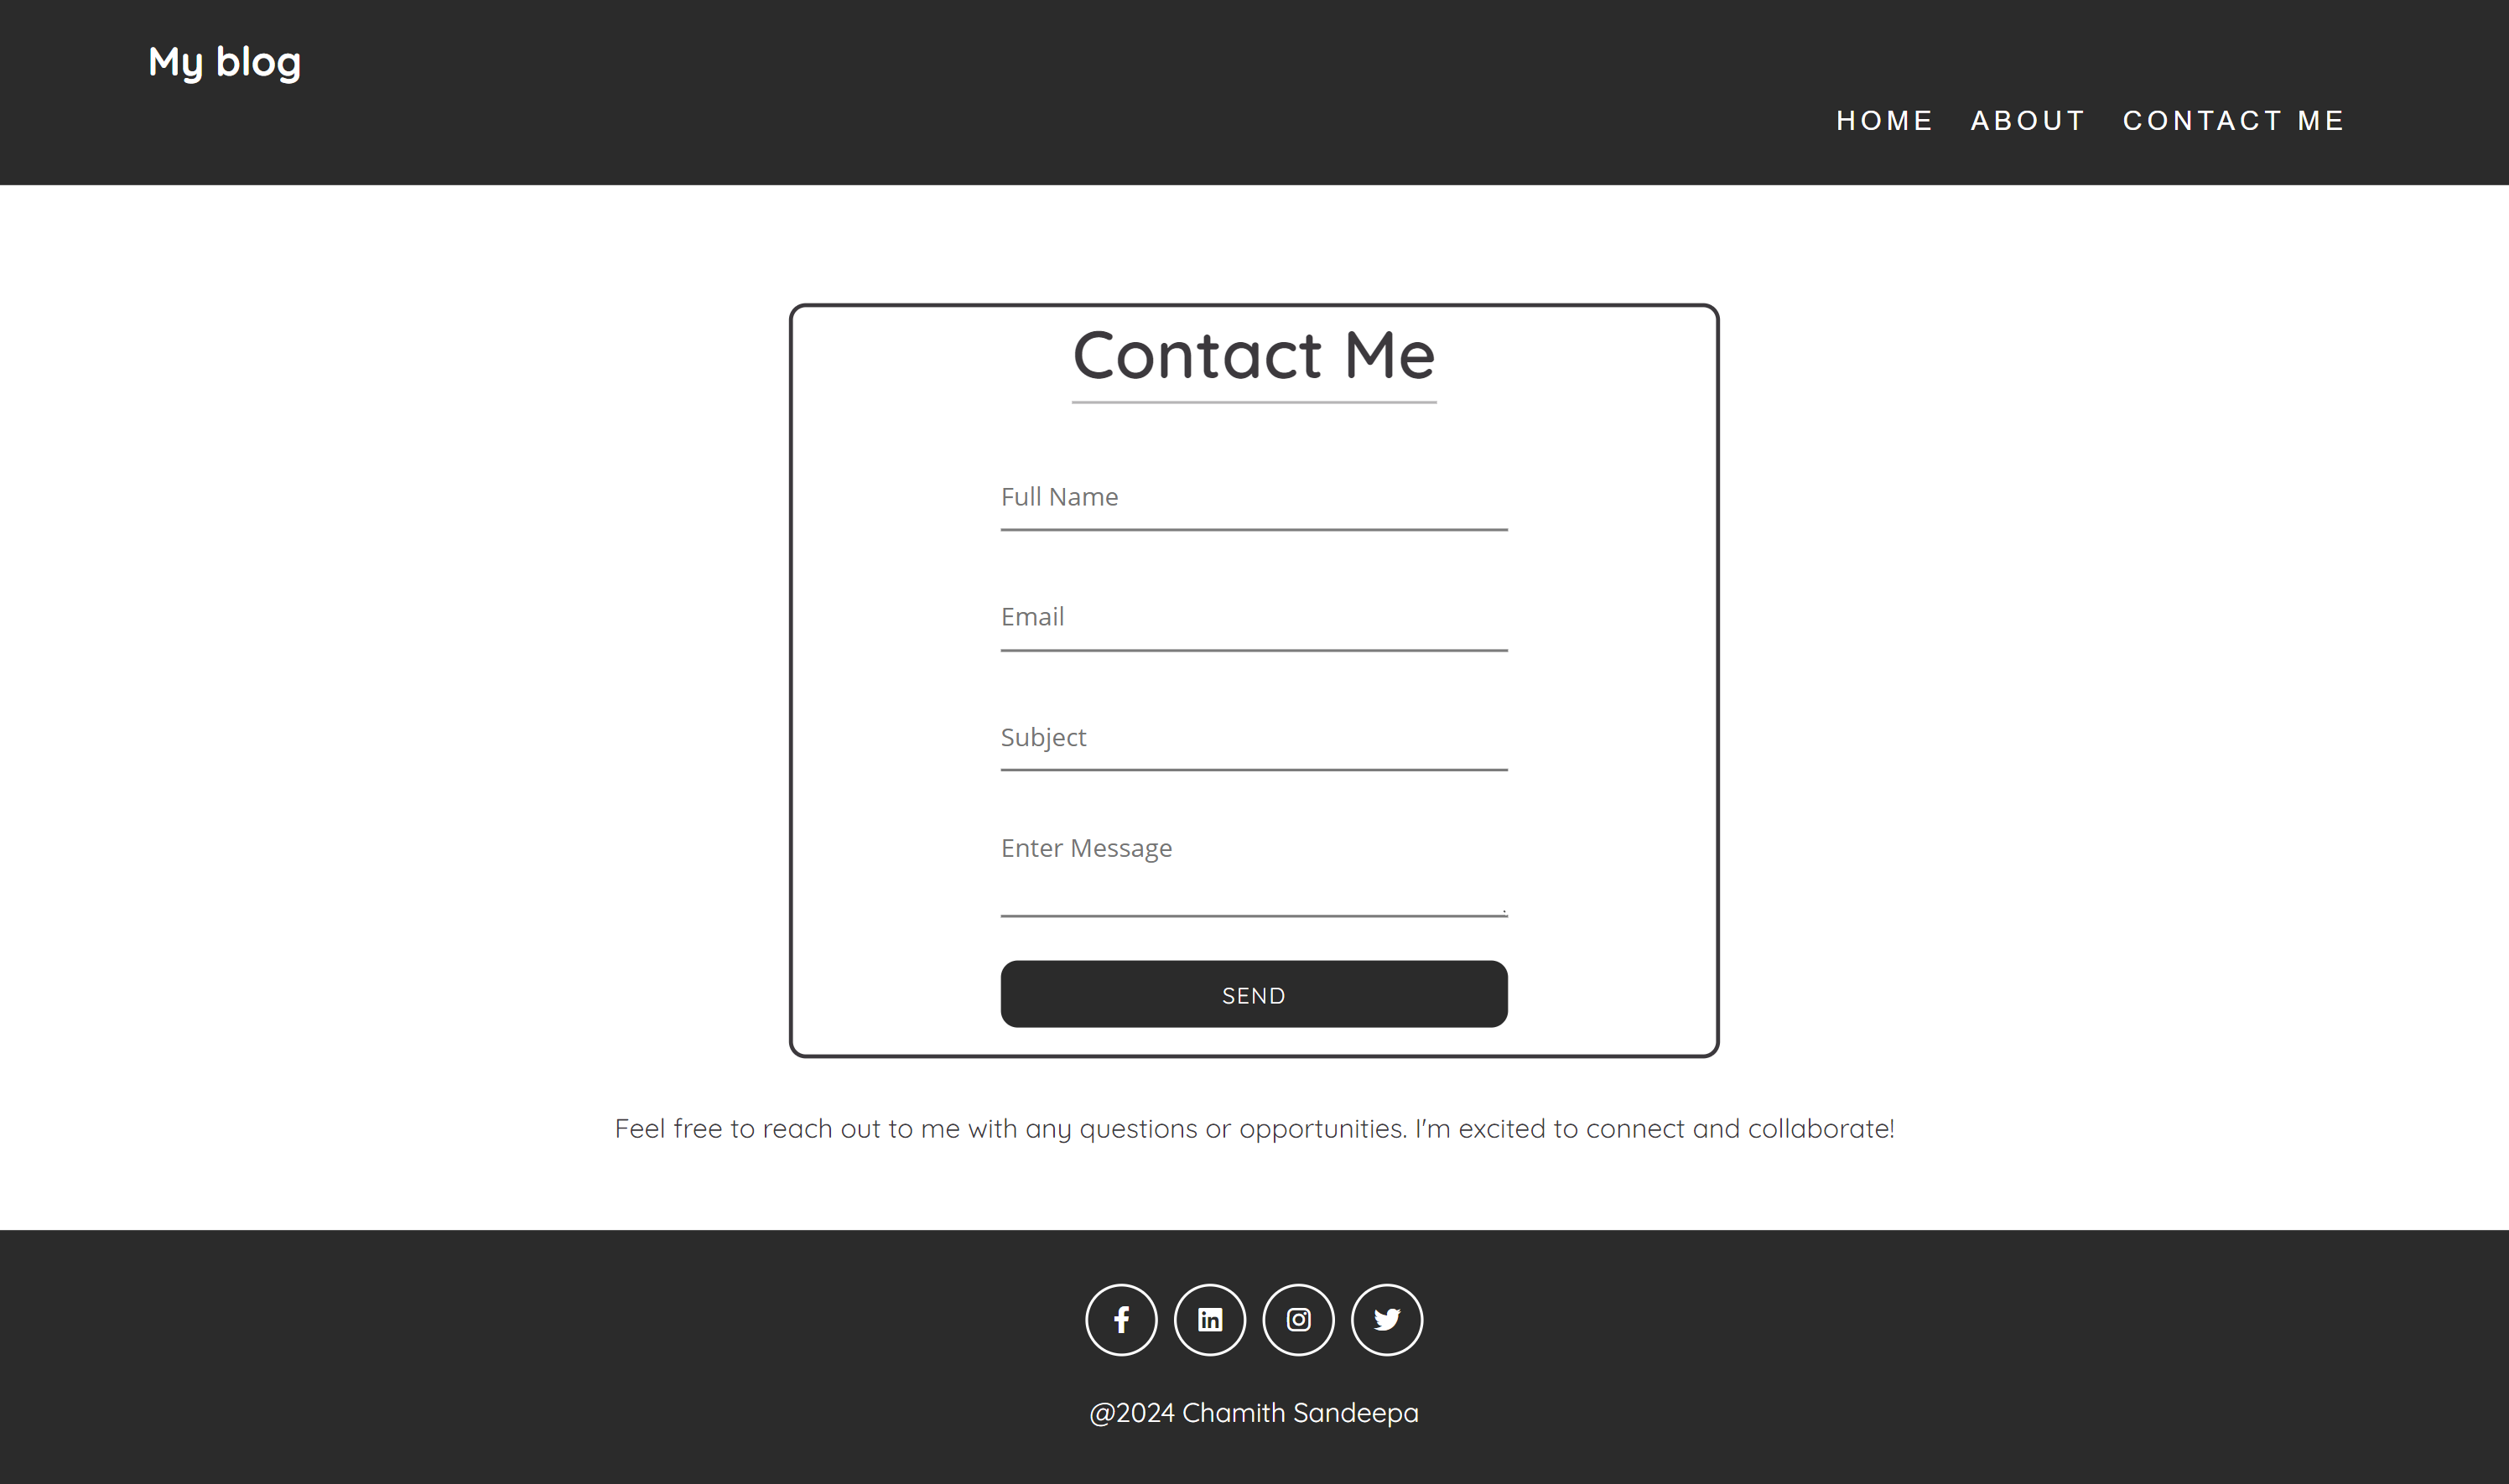 My blog
HOME ABOUT CONTACT ME
Contact Me
Full Name
Email
Subject
Enter Message
SEND
Feel free to reach out to me with any questions or opportunities. I'm excited to connect and collaborate!
@2024 Chamith Sandeepa